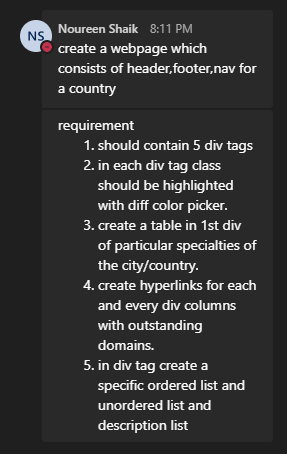 Noureen Shaik 8:11 PM
NS
create a webpage which
consists of header,footer,nav for
a country
requirement
1. should contain 5 div tags
2. in each div tag class
should be highlighted
with diff color picker.
3. create a table in 1st div
of particular specialties of
the city/country.
4. create hyperlinks for each
and every div columns
with outstanding
domains.
5. in div tag create a
specific ordered list and
unordered list and
description list